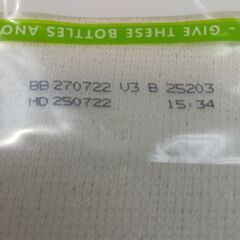 - GIVE THESE BOTTLES ANO
BB 270722 V3 B 25203
MD 250722 15:34